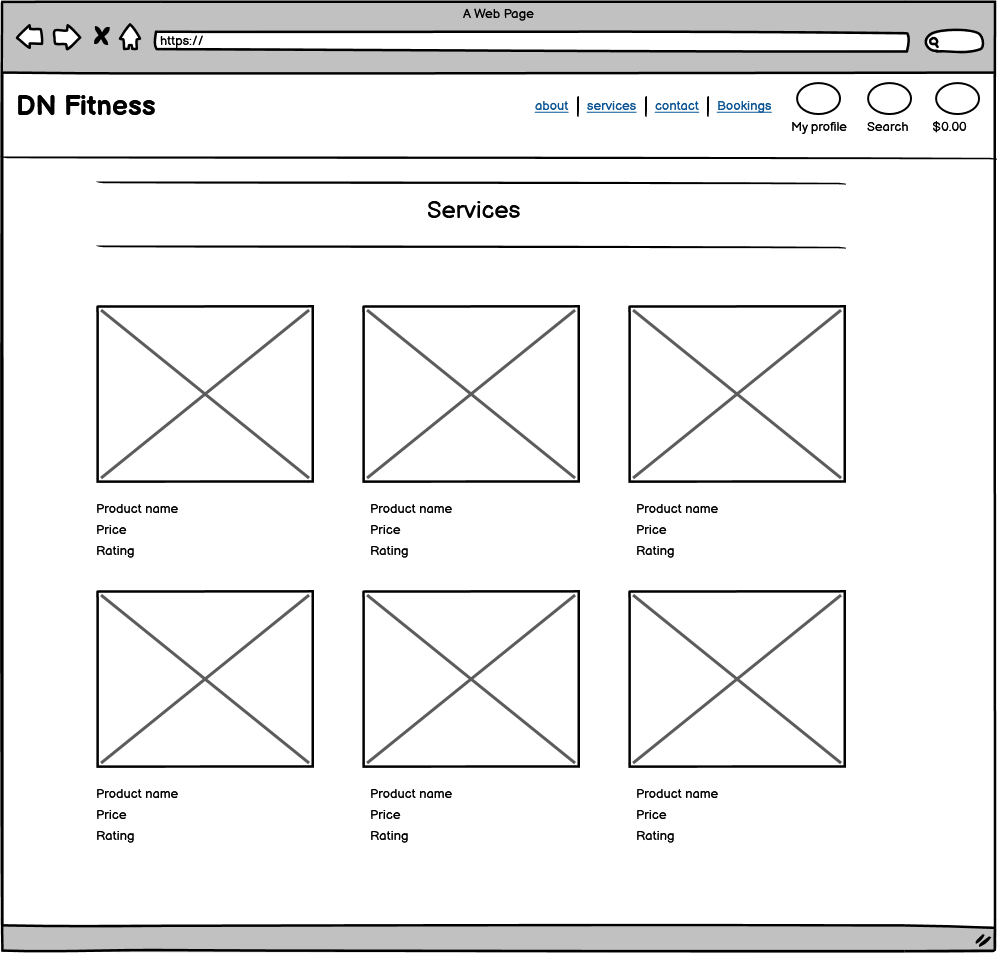 A Web Page
https://
DN Fitness
about | services | contact | Bookings
My profile Search $0.00
Services
Product name Product name Product name
Price Price Price
Rating Rating Rating
Product name Product name Product name
Price Price Price
Rating Rating Rating